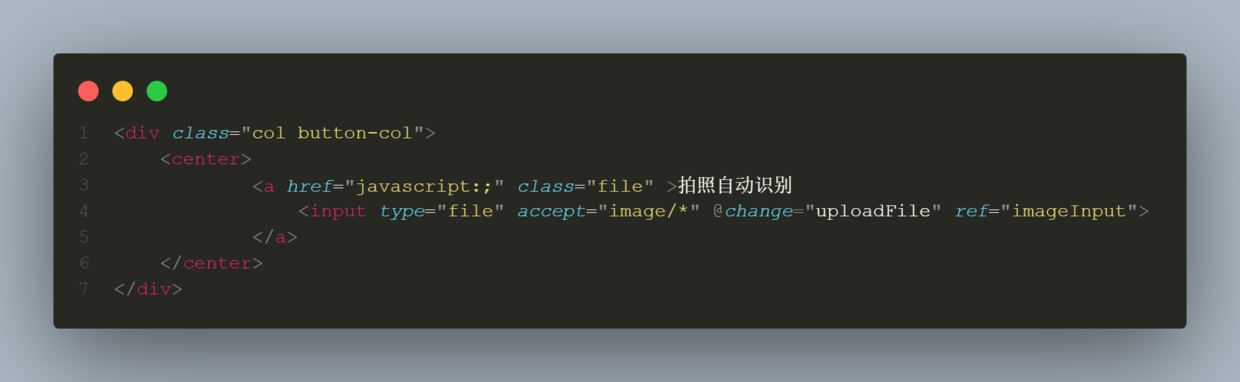 1 <div class="col button-col">
2     <center>
3             <a href="javascript:;" class="file" >拍照自动识别
4                 <input type="file" accept="image/*" @change="uploadFile" ref="imageInput">
5             </a>
6     </center>
7 </div>